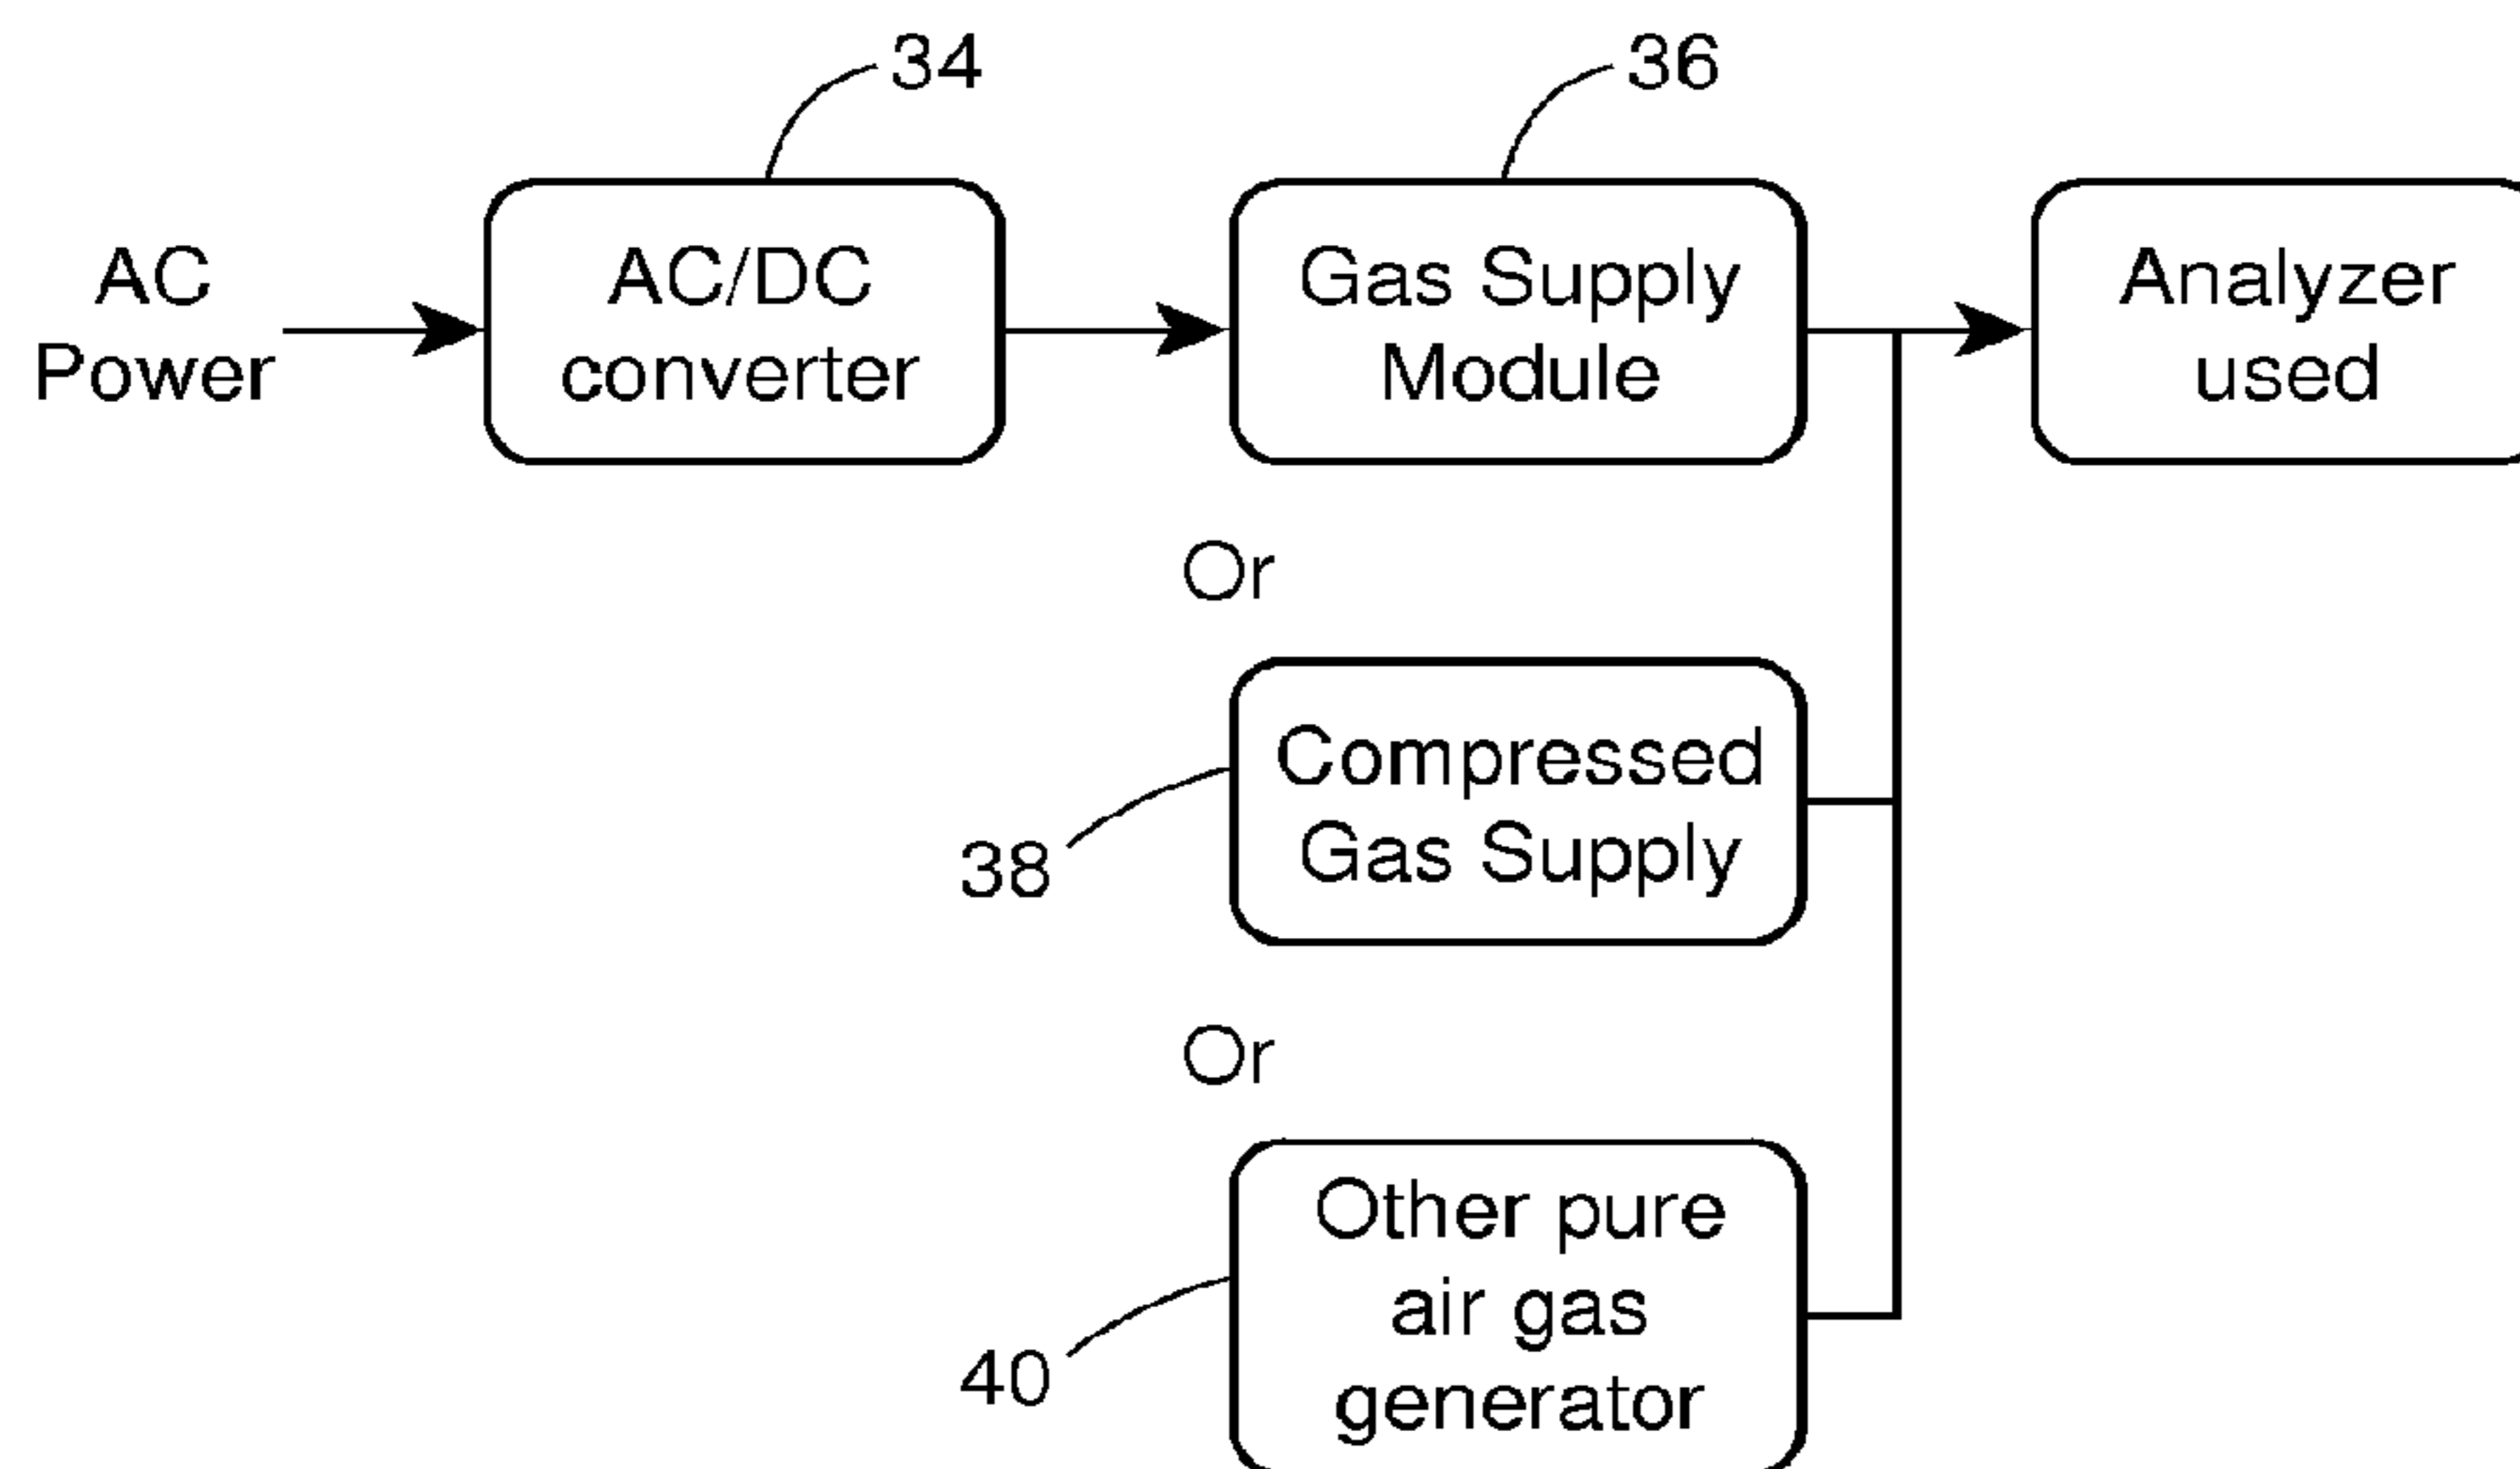 34
36
AC
Power
AC/DC
converter
Gas Supply
Module
Analyzer
used
Or
Compressed
Gas Supply
38
Or
Other pure
air gas
generator
40